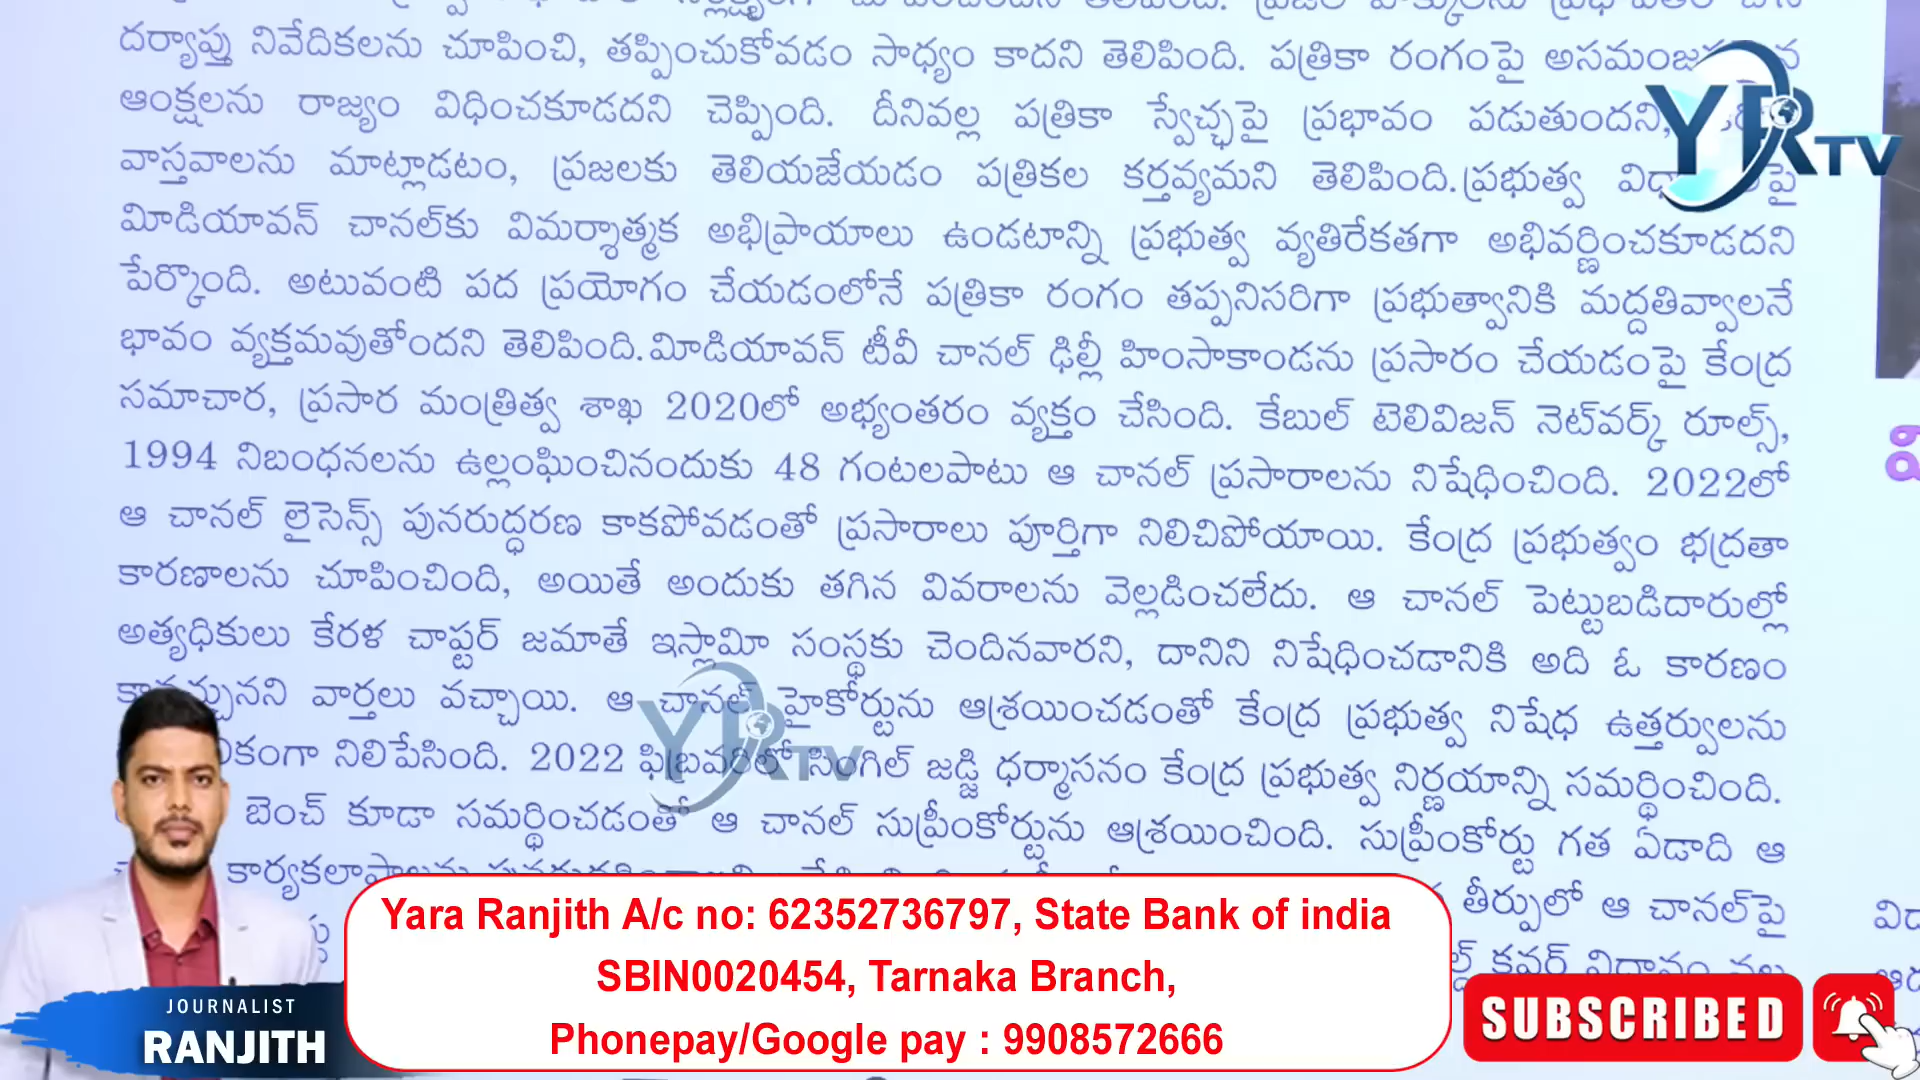 దర్యాప్తు నివేదికలను చూపించి, తప్పించుకోవడం సాధ్యం కాదని తెలిపింది. పత్రికా రంగంపై
ఆంక్షలను రాజ్యం విధించకూడదని చెప్పింది. దీనివల్ల పత్రికా స్వేచ్ఛపై ప్రభావం పడుతుందని,
వాస్తవాలను మాట్లాడటం, ప్రజలకు తెలియజేయడం పత్రికల కర్తవ్యమని తెలిపింది. ప్రభుత్వ
మీడియావన్ చానల్‌కు విమర్శాత్మక అభిప్రాయాలు ఉండటాన్ని ప్రభుత్వ వ్యతిరేకతగా అభివర్ణించకూడదని
పేర్కొంది. అటువంటి పద ప్రయోగం చేయడంలోనే పత్రికా రంగం తప్పనిసరిగా ప్రభుత్వానికి మద్దతివ్వాలనే
భావం వ్యక్తమవుతోందని తెలిపింది. మీడియావన్ టీవీ చానల్ ఢిల్లీ హింసాకాండను ప్రసారం చేయడంపై కేంద్ర
సమాచార, ప్రసార మంత్రిత్వ శాఖ 2020లో అభ్యంతరం వ్యక్తం చేసింది. కేబుల్ టెలివిజన్ నెట్‌వర్క్ రూల్స్,
1994 నిబంధనలను ఉల్లంఘించినందుకు 48 గంటలపాటు ఆ చానల్ ప్రసారాలను నిషేధించింది. 2022లో
ఆ చానల్ లైసెన్స్ పునరుద్ధరణ కాకపోవడంతో ప్రసారాలు పూర్తిగా నిలిచిపోయాయి. కేంద్ర ప్రభుత్వం భద్రతా
కారణాలను చూపించింది, అయితే అందుకు తగిన వివరాలను వెల్లడించలేదు. ఆ చానల్ పెట్టుబడిదారుల్లో
అత్యధికులు కేరళ చాప్టర్ జమాతే ఇస్లామీ సంస్థకు చెందినవారని, దానిని నిషేధించడానికి అది ఓ కారణం
వార్తలు వచ్చాయి. ఆ చానల్ హైకోర్టును ఆశ్రయించడంతో కేంద్ర ప్రభుత్వ నిషేధ ఉత్తర్వులను
నిలిపేసింది. 2022 ఫిబ్రవరిలో సింగిల్ జడ్జి ధర్మాసనం కేంద్ర ప్రభుత్వ నిర్ణయాన్ని సమర్థించింది.
బెంచ్ కూడా సమర్థించడంతో ఆ చానల్ సుప్రీంకోర్టును ఆశ్రయించింది. సుప్రీంకోర్టు గత ఏడాది ఆ
తీర్పులో ఆ చానల్‌పై
YR TV
YR TV
JOURNALIST
RANJITH
Yara Ranjith A/c no: 62352736797, State Bank of india
SBIN0020454, Tarnaka Branch,
Phonepay/Google pay : 9908572666
SUBSCRIBED